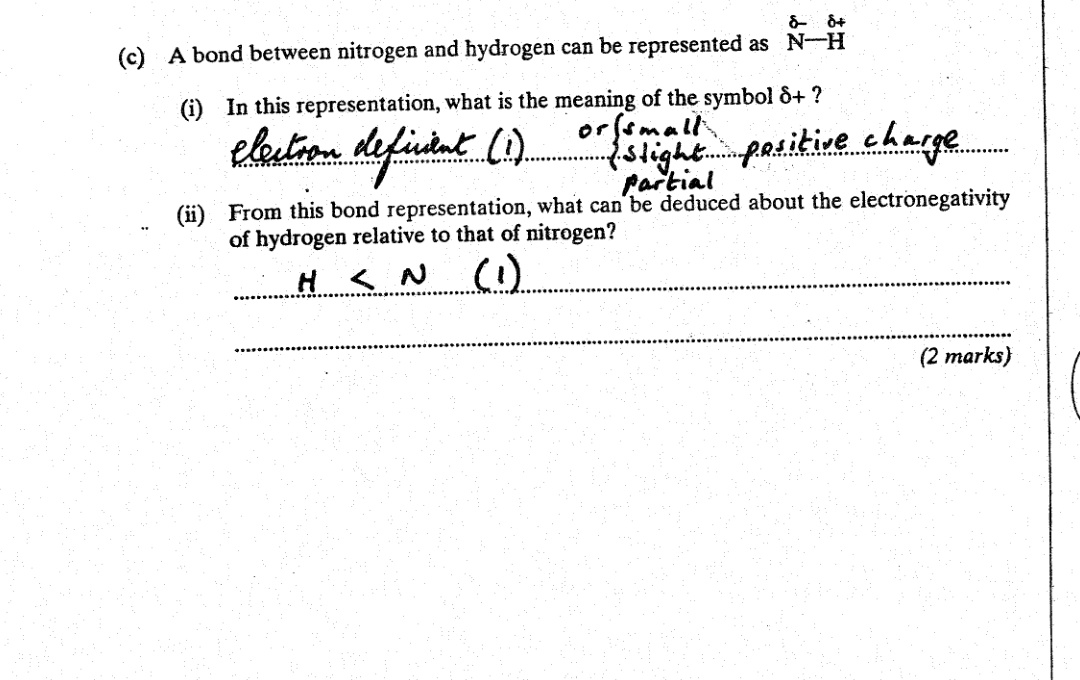 δ- δ+
(c) A bond between nitrogen and hydrogen can be represented as N—H
(i) In this representation, what is the meaning of the symbol δ+ ?
electron deficient (1) or { small
slight positive charge
partial
(ii) From this bond representation, what can be deduced about the electronegativity
of hydrogen relative to that of nitrogen?
H < N (1)
(2 marks)